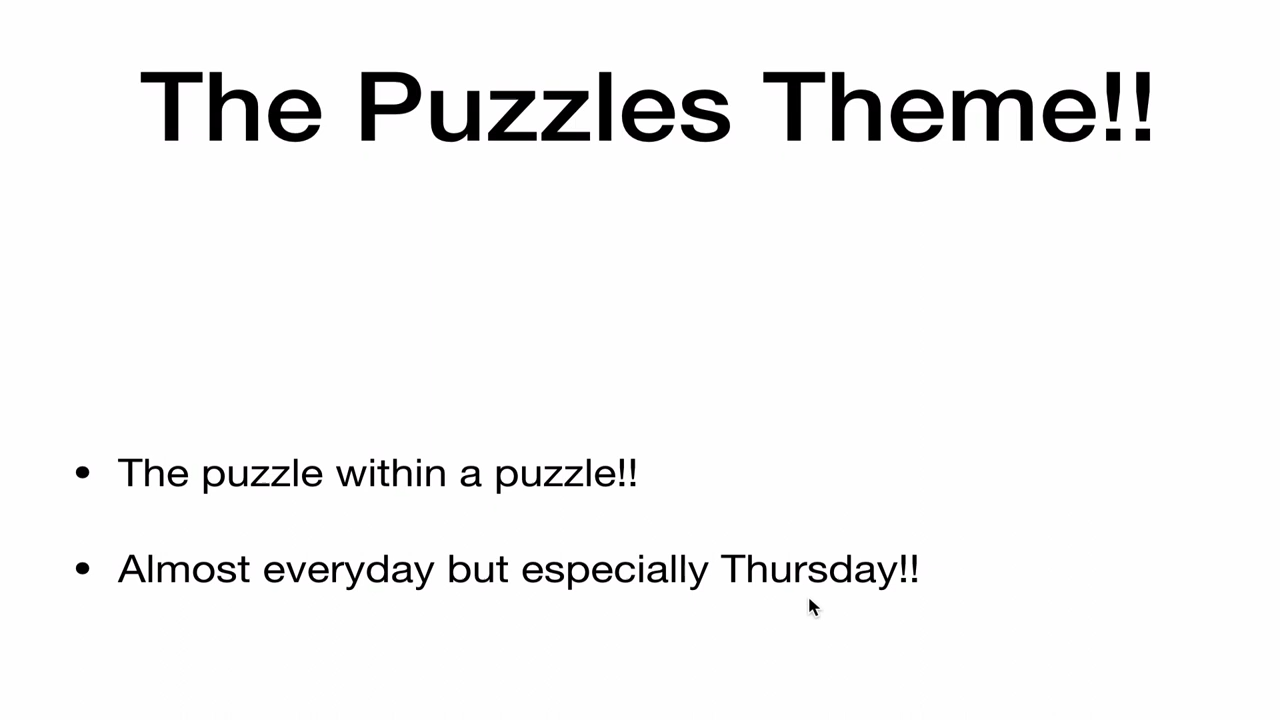 The Puzzles Theme!!
• The puzzle within a puzzle!!
• Almost everyday but especially Thursday!!